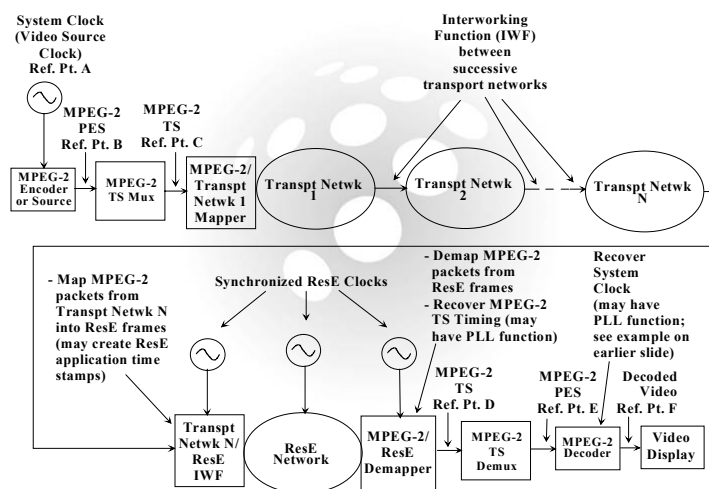 System Clock
(Video Source
Clock)
Ref. Pt. A
Interworking
Function (IWF)
between
successive
transport networks
MPEG-2
PES
Ref. Pt. B
MPEG-2
TS
Ref. Pt. C
MPEG-2
Encoder
or Source
MPEG-2
TS Mux
MPEG-2/
Transpt
Netwk 1
Mapper
Transpt Netwk
1
Transpt Netwk
2
Transpt Netwk
N
- Map MPEG-2
packets from
Transpt Netwk N
into ResE frames
(may create ResE
application time
stamps)
Synchronized ResE Clocks
- Demap MPEG-2
packets from
ResE frames
- Recover MPEG-2
TS Timing (may
have PLL function)
Recover
System
Clock
(may have
PLL function;
see example on
earlier slide)
MPEG-2
TS
Ref. Pt. D
MPEG-2
PES
Ref. Pt. E
Decoded
Video
Ref. Pt. F
Transpt
Netwk N/
ResE
IWF
ResE
Network
MPEG-2/
ResE
Demapper
MPEG-2
TS
Demux
MPEG-2
Decoder
Video
Display